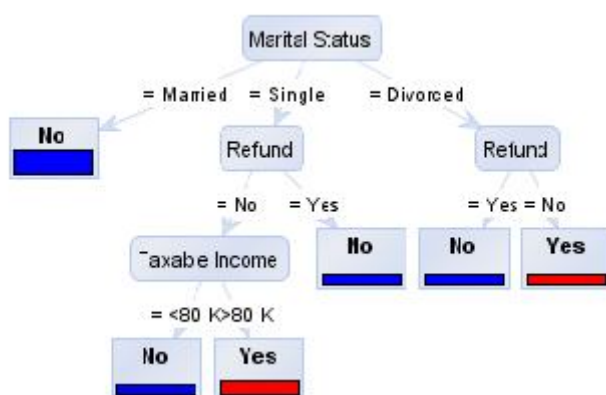 Marital Status
= Married = Single = Divorced
No
Refund Refund
= No = Yes = Yes = No
Taxable Income No No Yes
= <80 K>80 K
No Yes